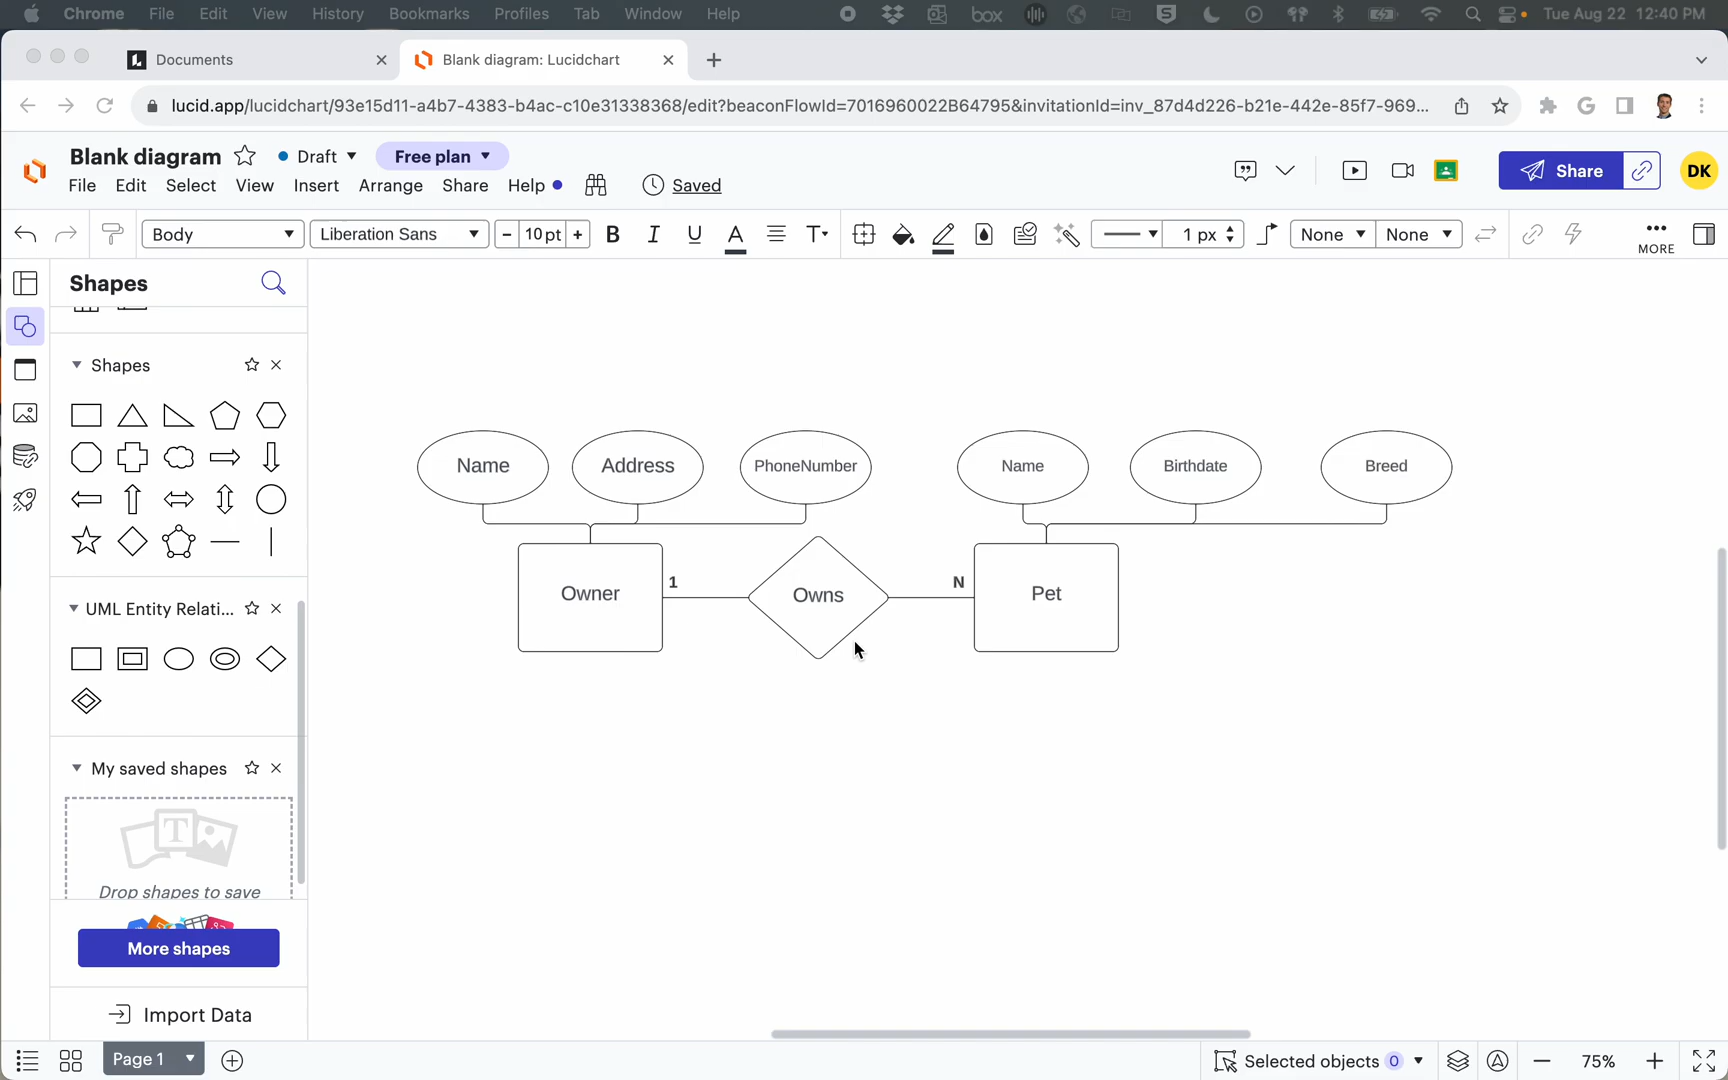 Chrome File Edit View History Bookmarks Profiles Tab Window Help box Tue Aug 22 12:40 PM
Documents Blank diagram: Lucidchart
lucid.app/lucidchart/93e15d11-a4b7-4383-b4ac-c10e31338368/edit?beaconFlowId=7016960022B64795&invitationId=inv_87d4d226-b21e-442e-85f7-969...
Blank diagram Draft Free plan
File Edit Select View Insert Arrange Share Help Saved
Share DK
Body Liberation Sans - 10 pt + B I U A T 1 px None None MORE
Shapes
Shapes
UML Entity Relati...
My saved shapes
T
Drop shapes to save
More shapes
Import Data
Name Address PhoneNumber Name Birthdate Breed
Owner 1 Owns N Pet
Page 1 Selected objects 0 75%